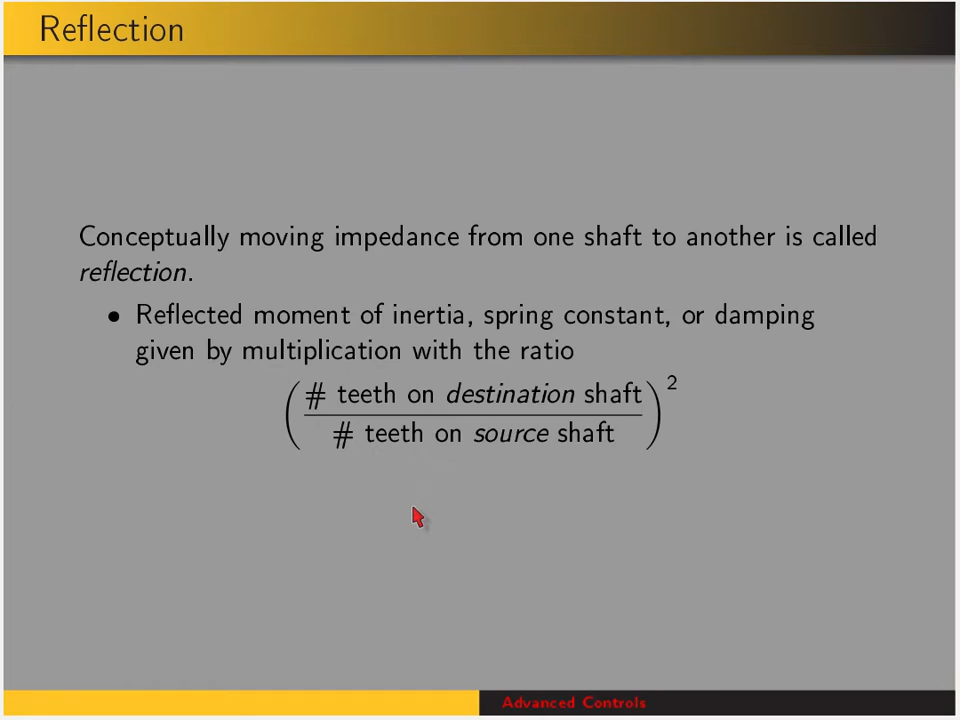 Reflection
Conceptually moving impedance from one shaft to another is called
reflection.
• Reflected moment of inertia, spring constant, or damping
given by multiplication with the ratio
(# teeth on destination shaft
# teeth on source shaft)²
Advanced Controls